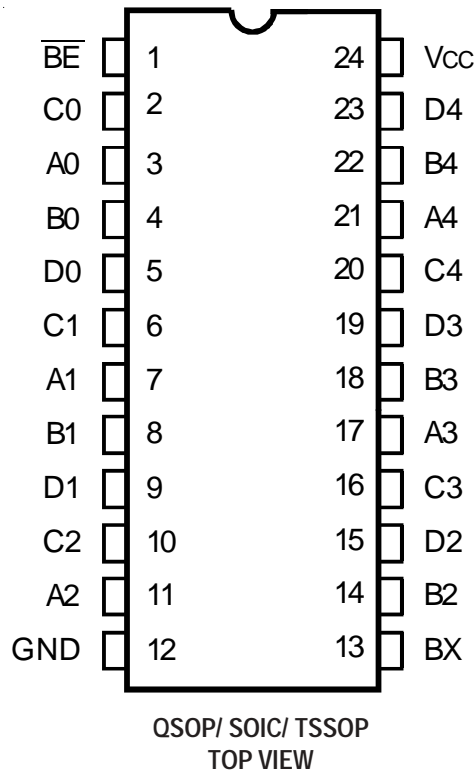 B̅E̅ 1 24 Vcc
C0 2 23 D4
A0 3 22 B4
B0 4 21 A4
D0 5 20 C4
C1 6 19 D3
A1 7 18 B3
B1 8 17 A3
D1 9 16 C3
C2 10 15 D2
A2 11 14 B2
GND 12 13 BX
QSOP/ SOIC/ TSSOP
TOP VIEW